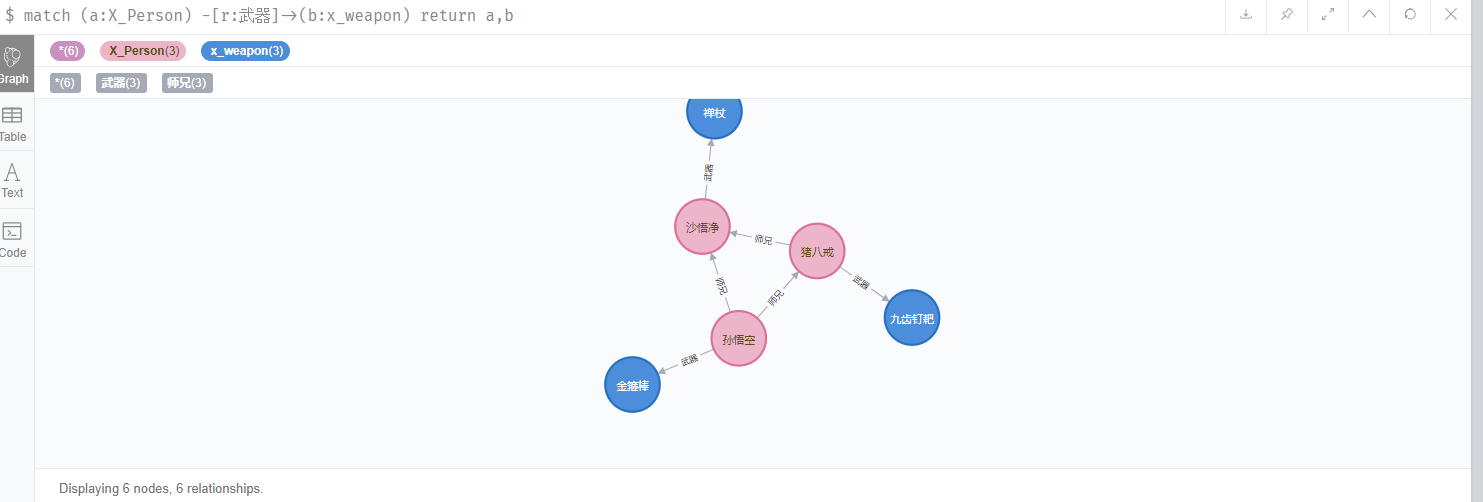 $ match (a:X_Person) -[r:武器]->(b:x_weapon) return a,b
*(6) X_Person(3) x_weapon(3)
Graph
*(6) 武器(3) 师兄(3)
禅杖
Table
武器
Text
沙悟净
师兄
猪八戒
Code
师兄
师兄
武器
九齿钉耙
孙悟空
武器
金箍棒
Displaying 6 nodes, 6 relationships.